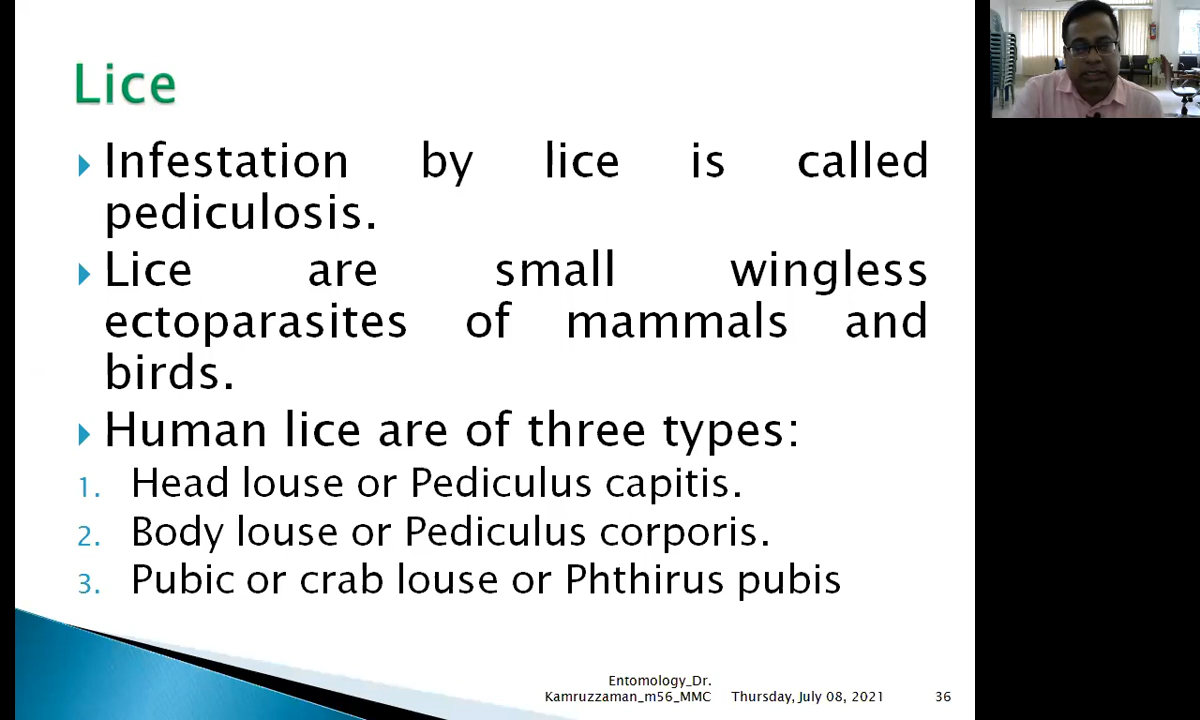 Lice
Infestation by lice is called
pediculosis.
Lice are small wingless
ectoparasites of mammals and
birds.
Human lice are of three types:
1. Head louse or Pediculus capitis.
2. Body louse or Pediculus corporis.
3. Pubic or crab louse or Phthirus pubis
Entomology_Dr.
Kamruzzaman_m56_MMC Thursday, July 08, 2021 36